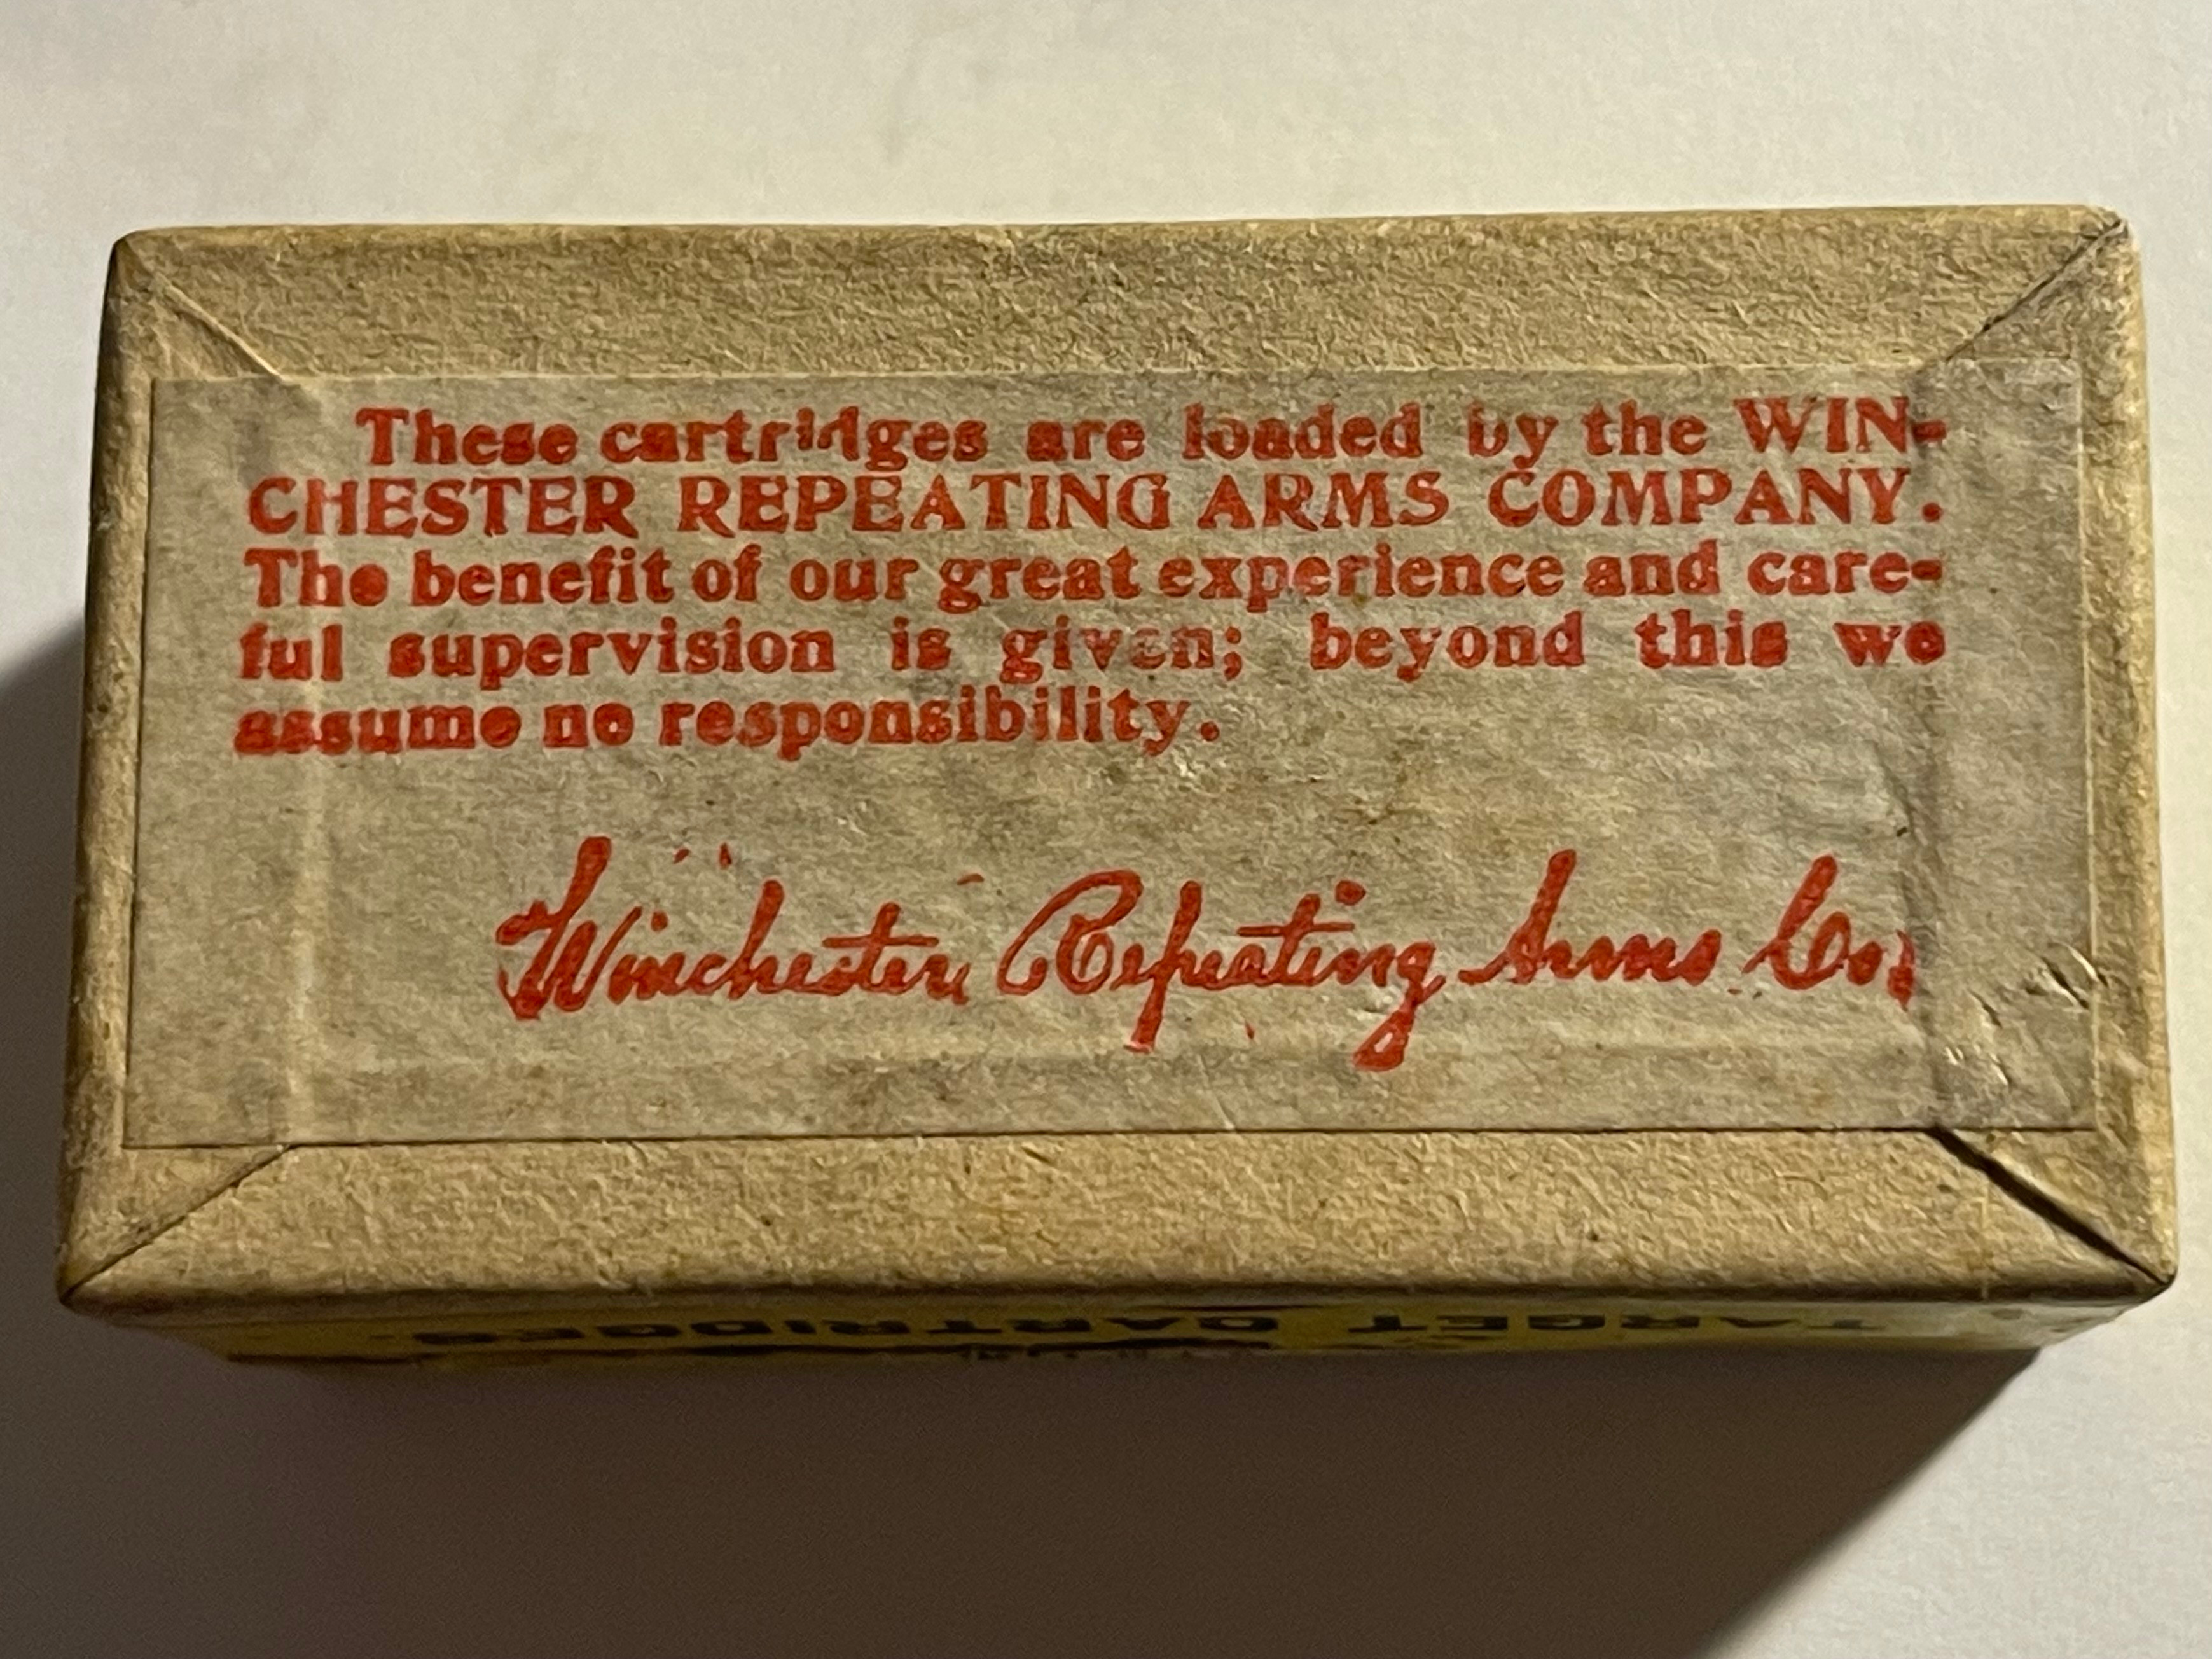 These cartridges are loaded by the WIN-
CHESTER REPEATING ARMS COMPANY.
The benefit of our great experience and care-
ful supervision is given; beyond this we
assume no responsibility.
Winchester Repeating Arms Co.
TARGET CARTRIDGES